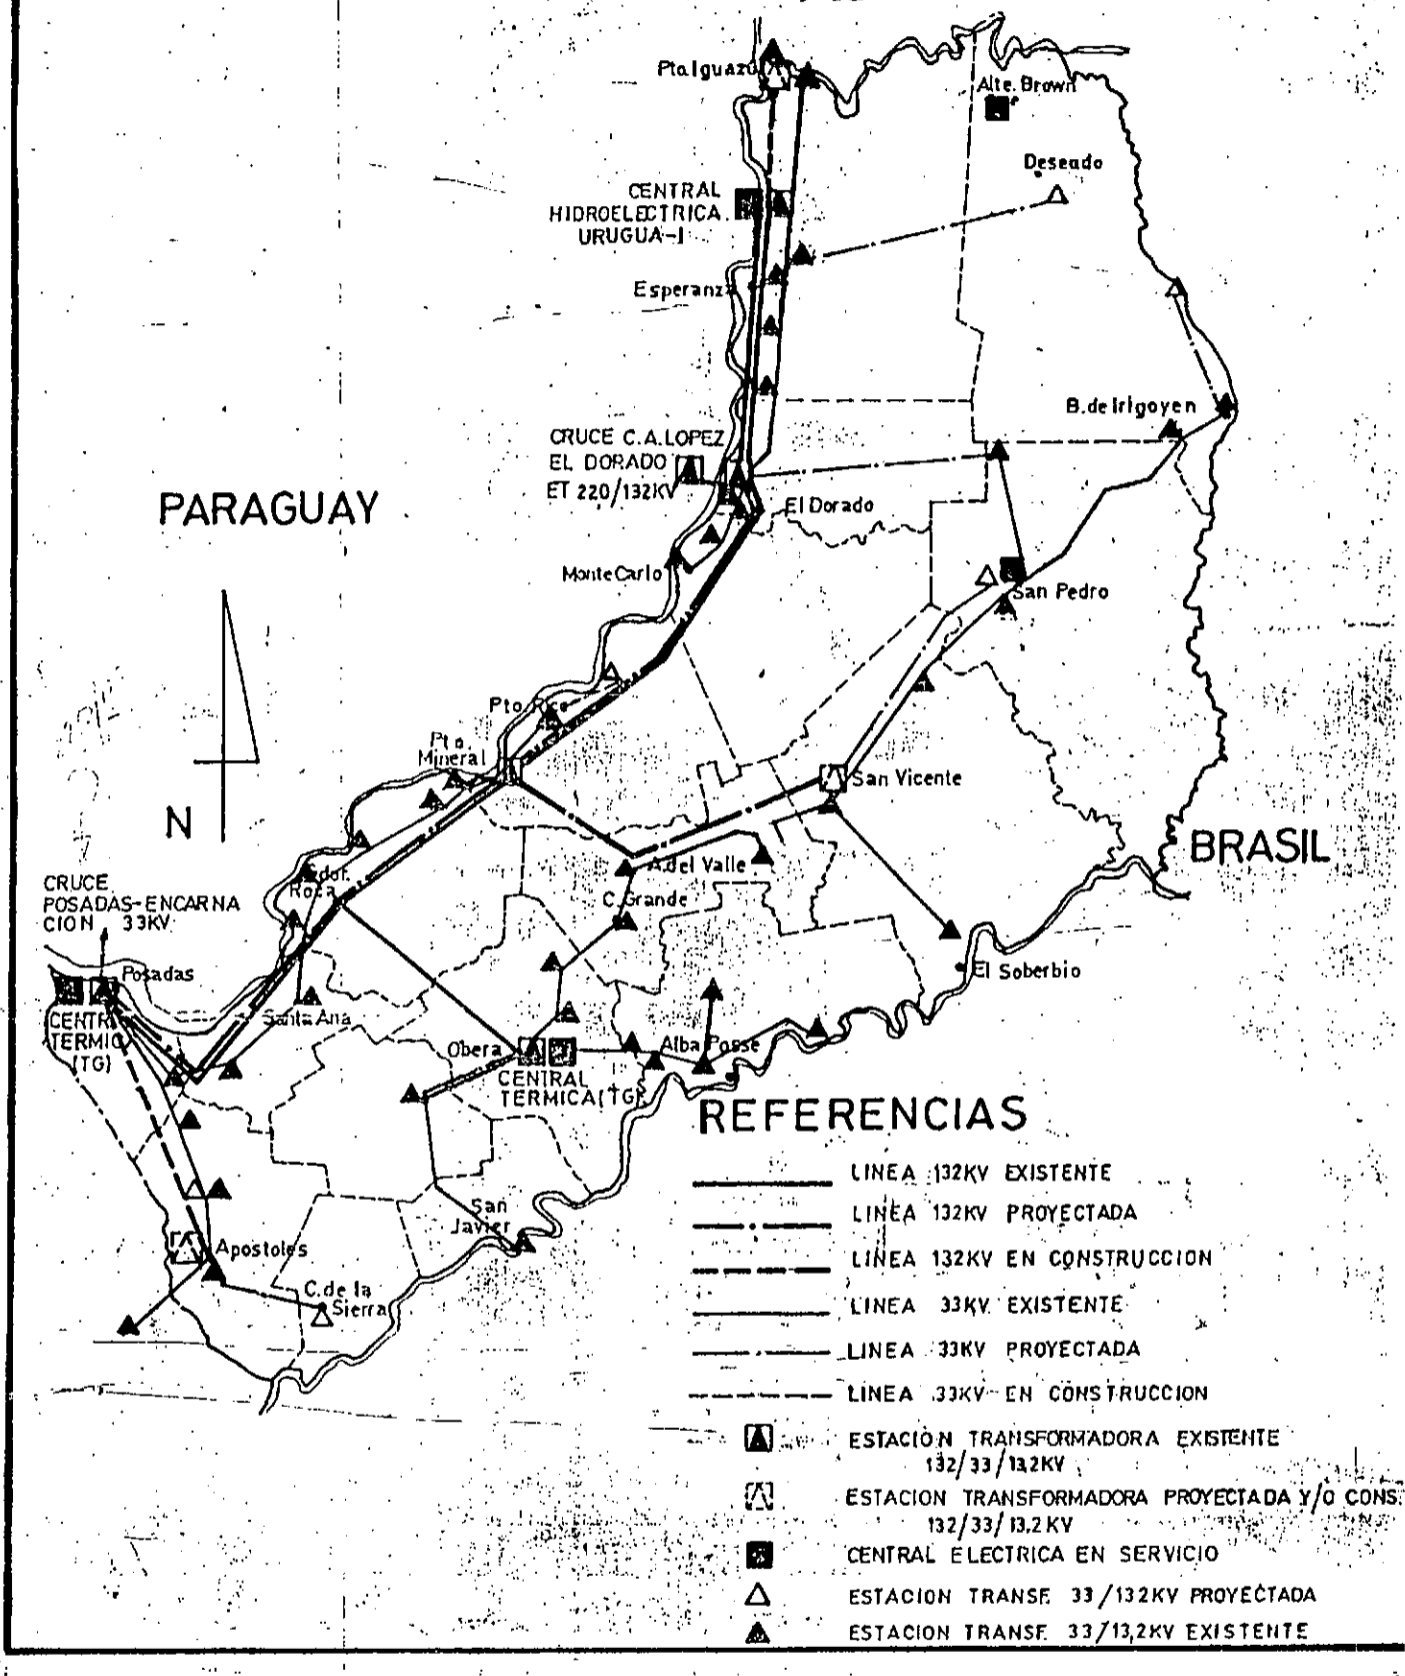 Pto Iguazu
Alte. Brown
Deseado
CENTRAL
HIDROELECTRICA
URUGUA-I
Esperanza
B. de Irigoyen
CRUCE C.A. LOPEZ
EL DORADO
ET 220/132KV
El Dorado
PARAGUAY
Monte Carlo
San Pedro
Pto. Rico
Pto
Mineral
San Vicente
N
BRASIL
A. del Valle
Gdor.
Roca
C. Grande
CRUCE
POSADAS-ENCARNA
CION 33KV
Posadas
El Soberbio
CENTR
TERMIC
(TG)
Santa Ana
Obera
Alba Posse
CENTRAL
TERMICA (TG)
San
Javier
Apostoles
C. de la
Sierra
REFERENCIAS
LINEA 132KV EXISTENTE
LINEA 132KV PROYECTADA
LINEA 132KV EN CONSTRUCCION
LINEA 33KV EXISTENTE
LINEA 33KV PROYECTADA
LINEA 33KV EN CONSTRUCCION
ESTACION TRANSFORMADORA EXISTENTE
132/33/13,2KV
ESTACION TRANSFORMADORA PROYECTADA Y/O CONS.
132/33/13,2 KV
CENTRAL ELECTRICA EN SERVICIO
ESTACION TRANSF. 33/132KV PROYECTADA
ESTACION TRANSF. 33/13,2KV EXISTENTE